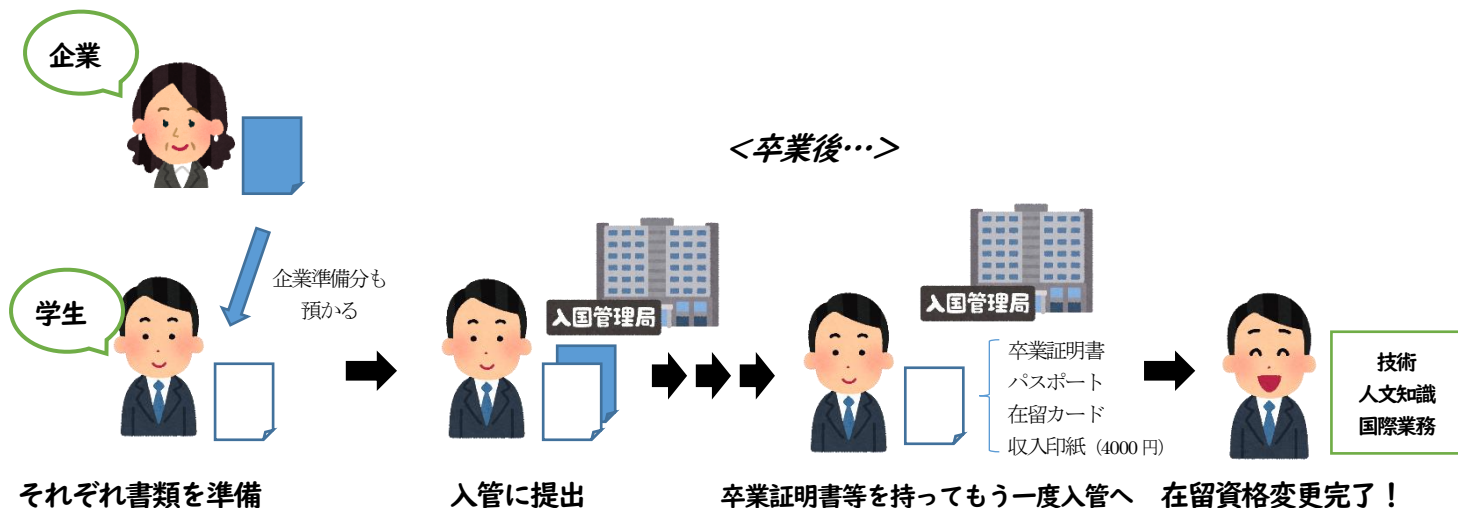 企業
<卒業後…>
学生
企業準備分も
預かる
入国管理局
入国管理局
卒業証明書
パスポート
在留カード
収入印紙（4000円）
技術
人文知識
国際業務
それぞれ書類を準備
入管に提出
卒業証明書等を持ってもう一度入管へ
在留資格変更完了！